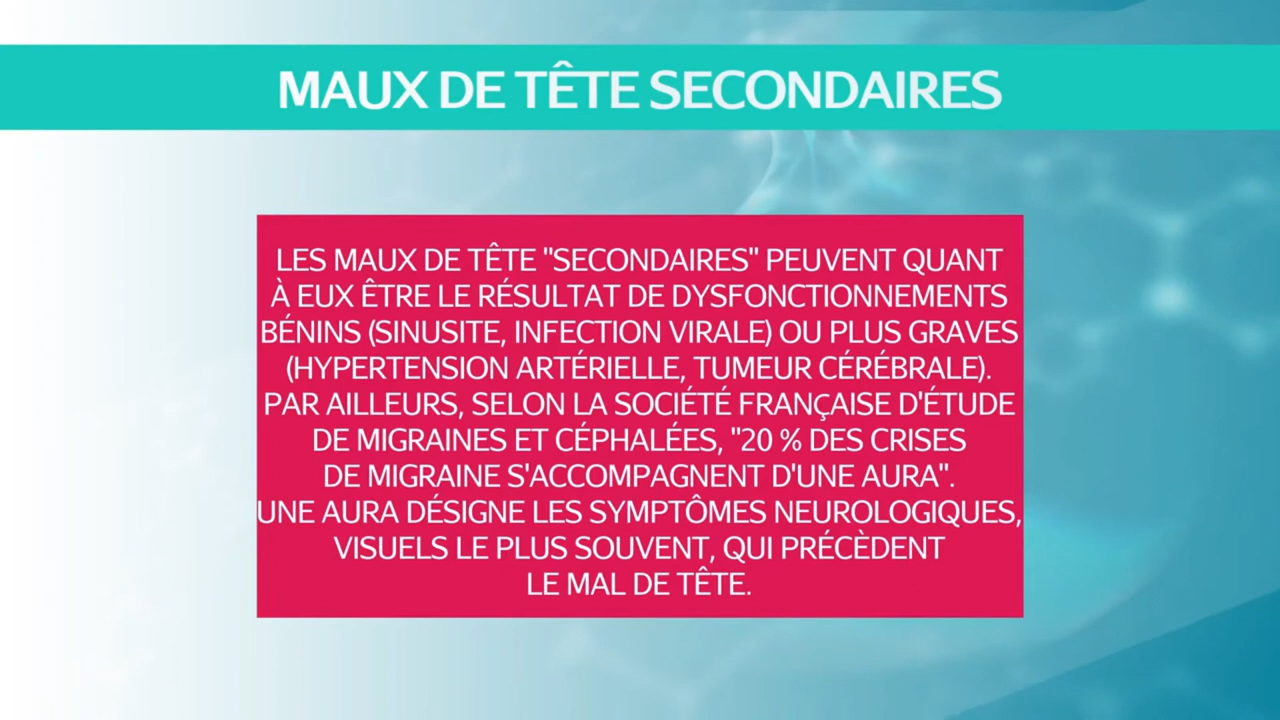 MAUX DE TÊTE SECONDAIRES
LES MAUX DE TÊTE "SECONDAIRES" PEUVENT QUANT
À EUX ÊTRE LE RÉSULTAT DE DYSFONCTIONNEMENTS
BÉNINS (SINUSITE, INFECTION VIRALE) OU PLUS GRAVES
(HYPERTENSION ARTÉRIELLE, TUMEUR CÉRÉBRALE).
PAR AILLEURS, SELON LA SOCIÉTÉ FRANÇAISE D'ÉTUDE
DE MIGRAINES ET CÉPHALÉES, "20 % DES CRISES
DE MIGRAINE S'ACCOMPAGNENT D'UNE AURA".
UNE AURA DÉSIGNE LES SYMPTÔMES NEUROLOGIQUES,
VISUELS LE PLUS SOUVENT, QUI PRÉCÈDENT
LE MAL DE TÊTE.